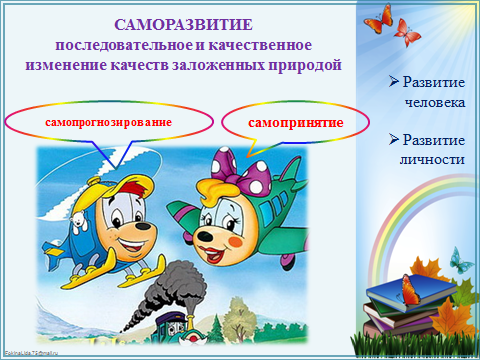 САМОРАЗВИТИЕ
последовательное и качественное
изменение качеств заложенных природой
самопрогнозирование
самопринятие
Развитие
человека
Развитие
личности